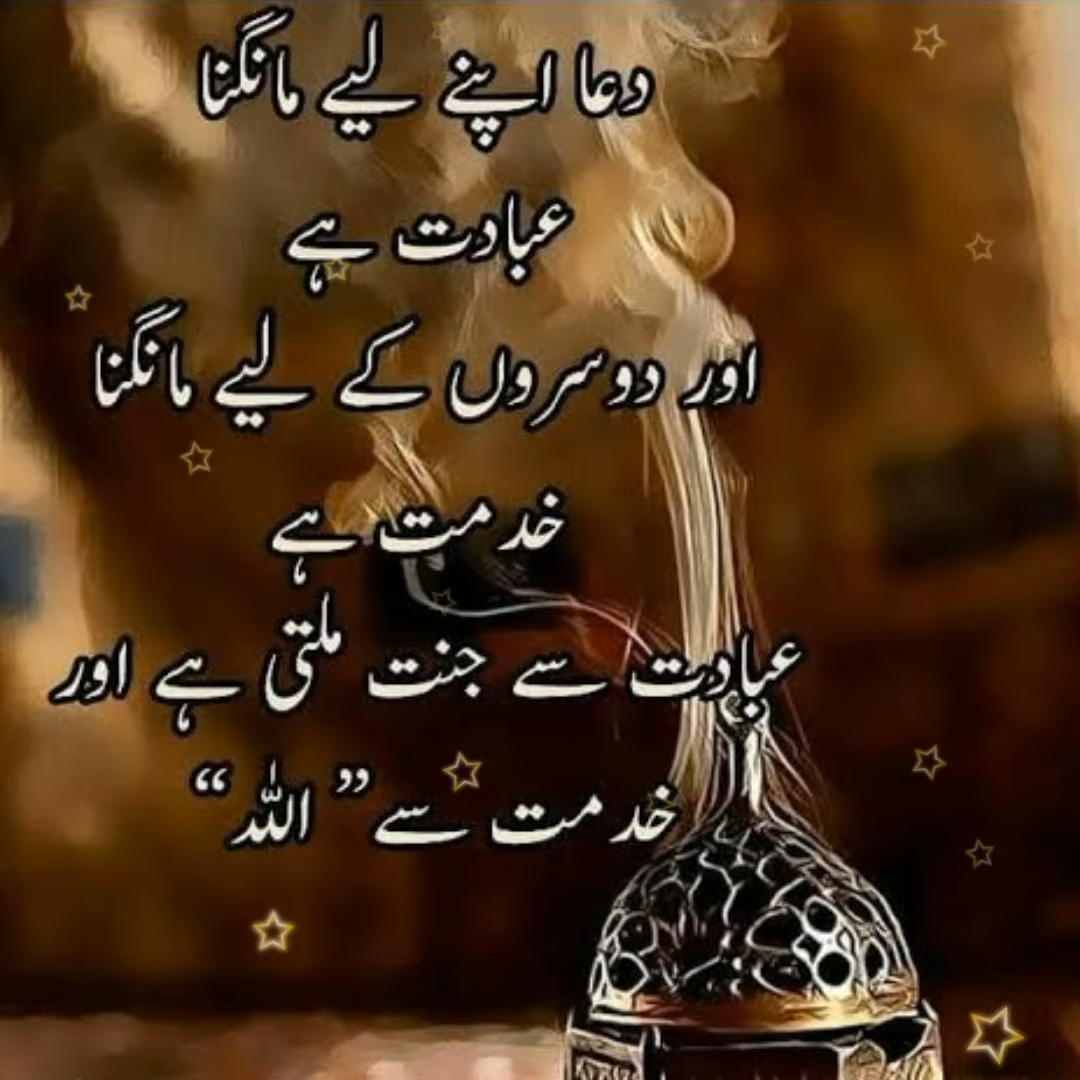 دعا اپنے لیے مانگنا
عبادت ہے
اور دوسروں کے لیے مانگنا
خدمت ہے
عبادت سے جنت ملتی ہے اور
خدمت سے ”اللہ“